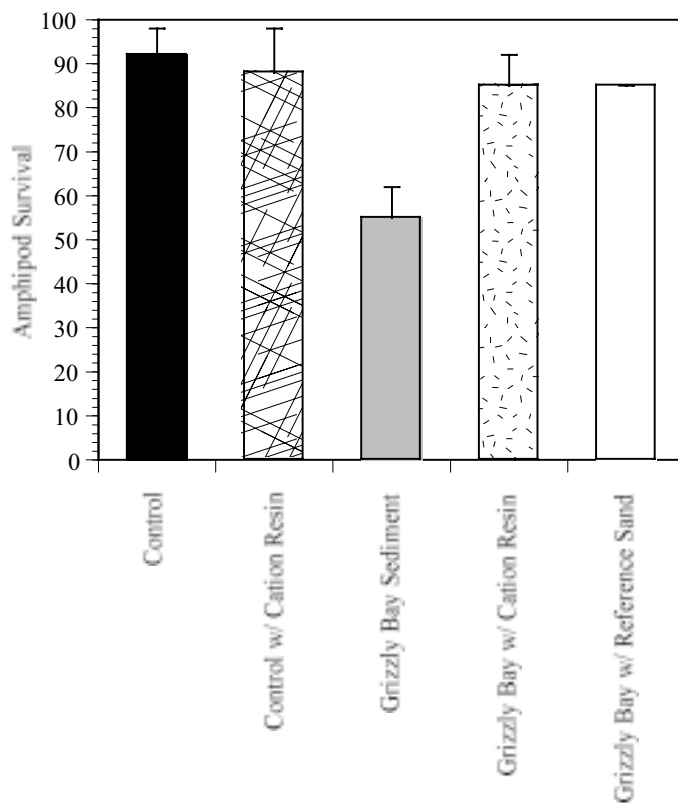 100
90
80
70
60
50
40
30
20
10
0
Amphipod Survival
Control
Control w/ Cation Resin
Grizzly Bay Sediment
Grizzly Bay w/ Cation Resin
Grizzly Bay w/ Reference Sand